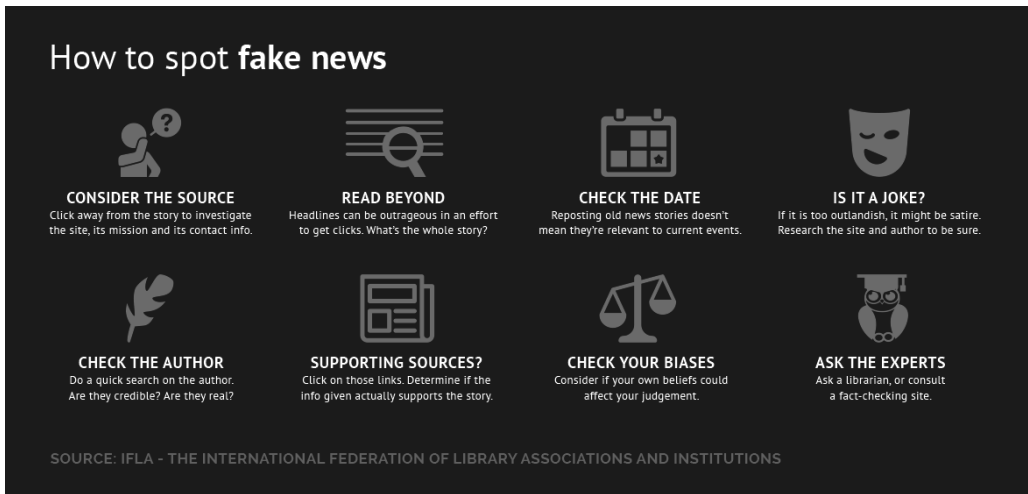 How to spot fake news
?
CONSIDER THE SOURCE
Click away from the story to investigate
the site, its mission and its contact info.
READ BEYOND
Headlines can be outrageous in an effort
to get clicks. What's the whole story?
CHECK THE DATE
Reposting old news stories doesn't
mean they're relevant to current events.
IS IT A JOKE?
If it is too outlandish, it might be satire.
Research the site and author to be sure.
CHECK THE AUTHOR
Do a quick search on the author.
Are they credible? Are they real?
SUPPORTING SOURCES?
Click on those links. Determine if the
info given actually supports the story.
CHECK YOUR BIASES
Consider if your own beliefs could
affect your judgement.
ASK THE EXPERTS
Ask a librarian, or consult
a fact-checking site.
SOURCE: IFLA - THE INTERNATIONAL FEDERATION OF LIBRARY ASSOCIATIONS AND INSTITUTIONS